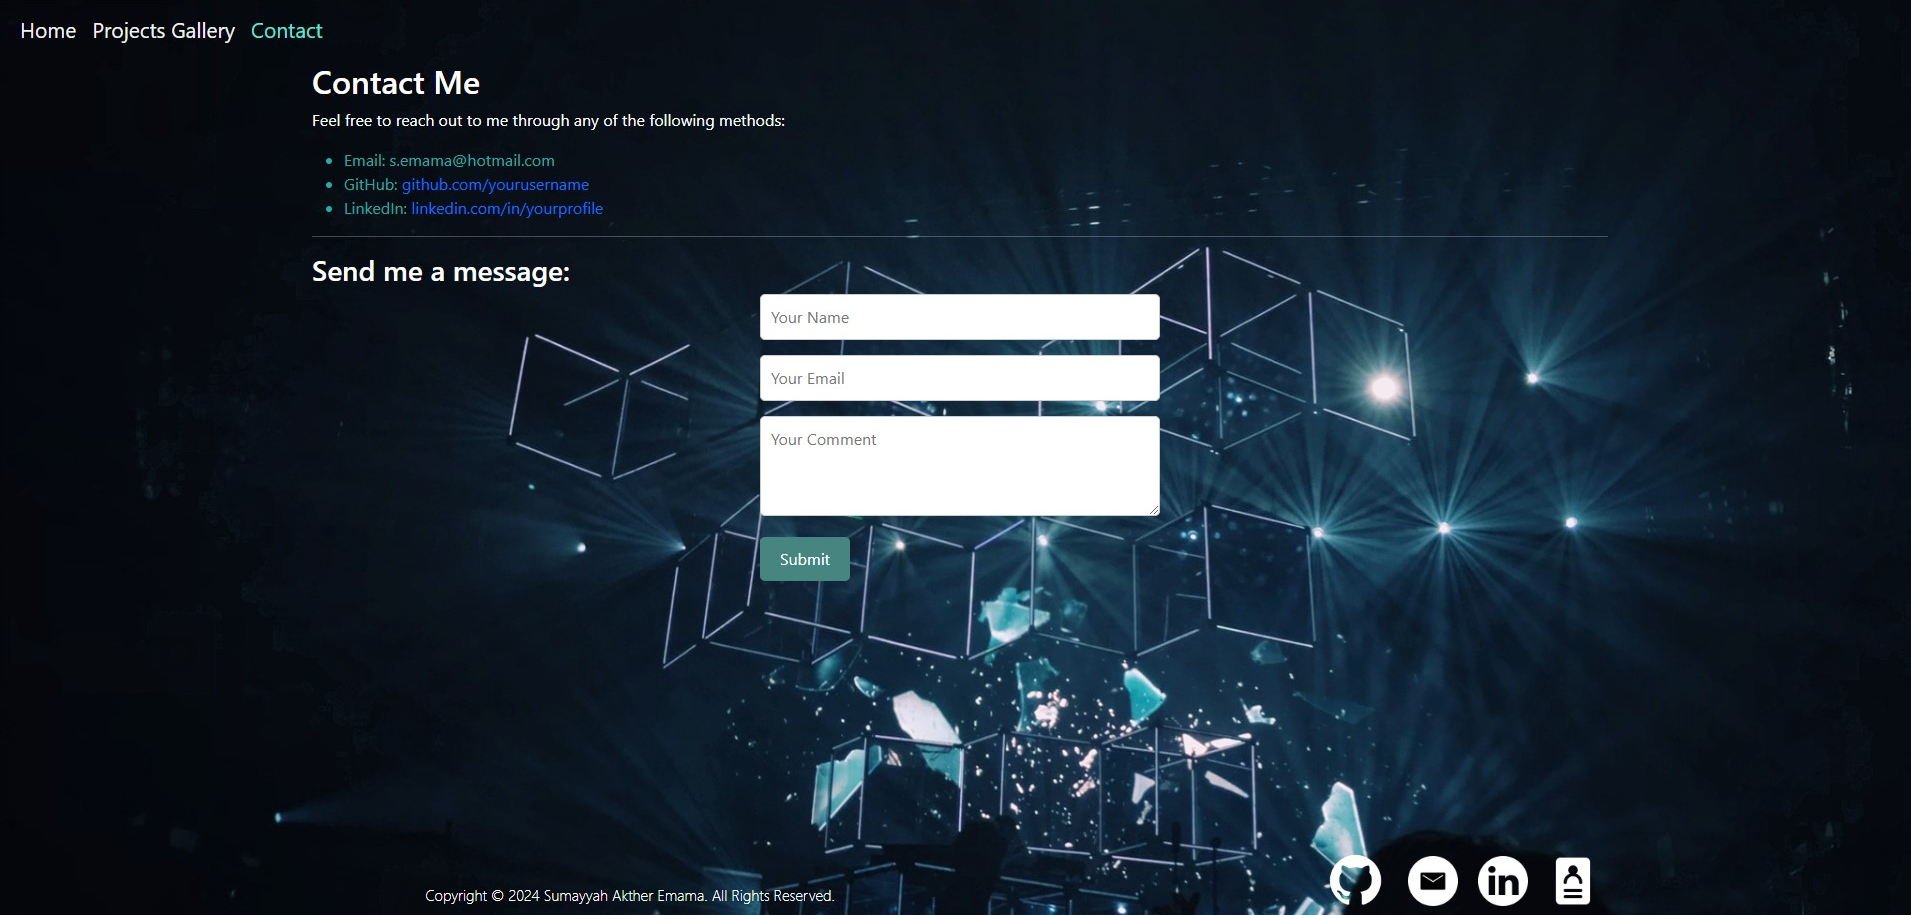 Home Projects Gallery Contact
Contact Me
Feel free to reach out to me through any of the following methods:
Email: s.emama@hotmail.com
GitHub: github.com/yourusername
LinkedIn: linkedin.com/in/yourprofile
Send me a message:
Your Name
Your Email
Your Comment
Submit
in
Copyright © 2024 Sumayyah Akther Emama. All Rights Reserved.